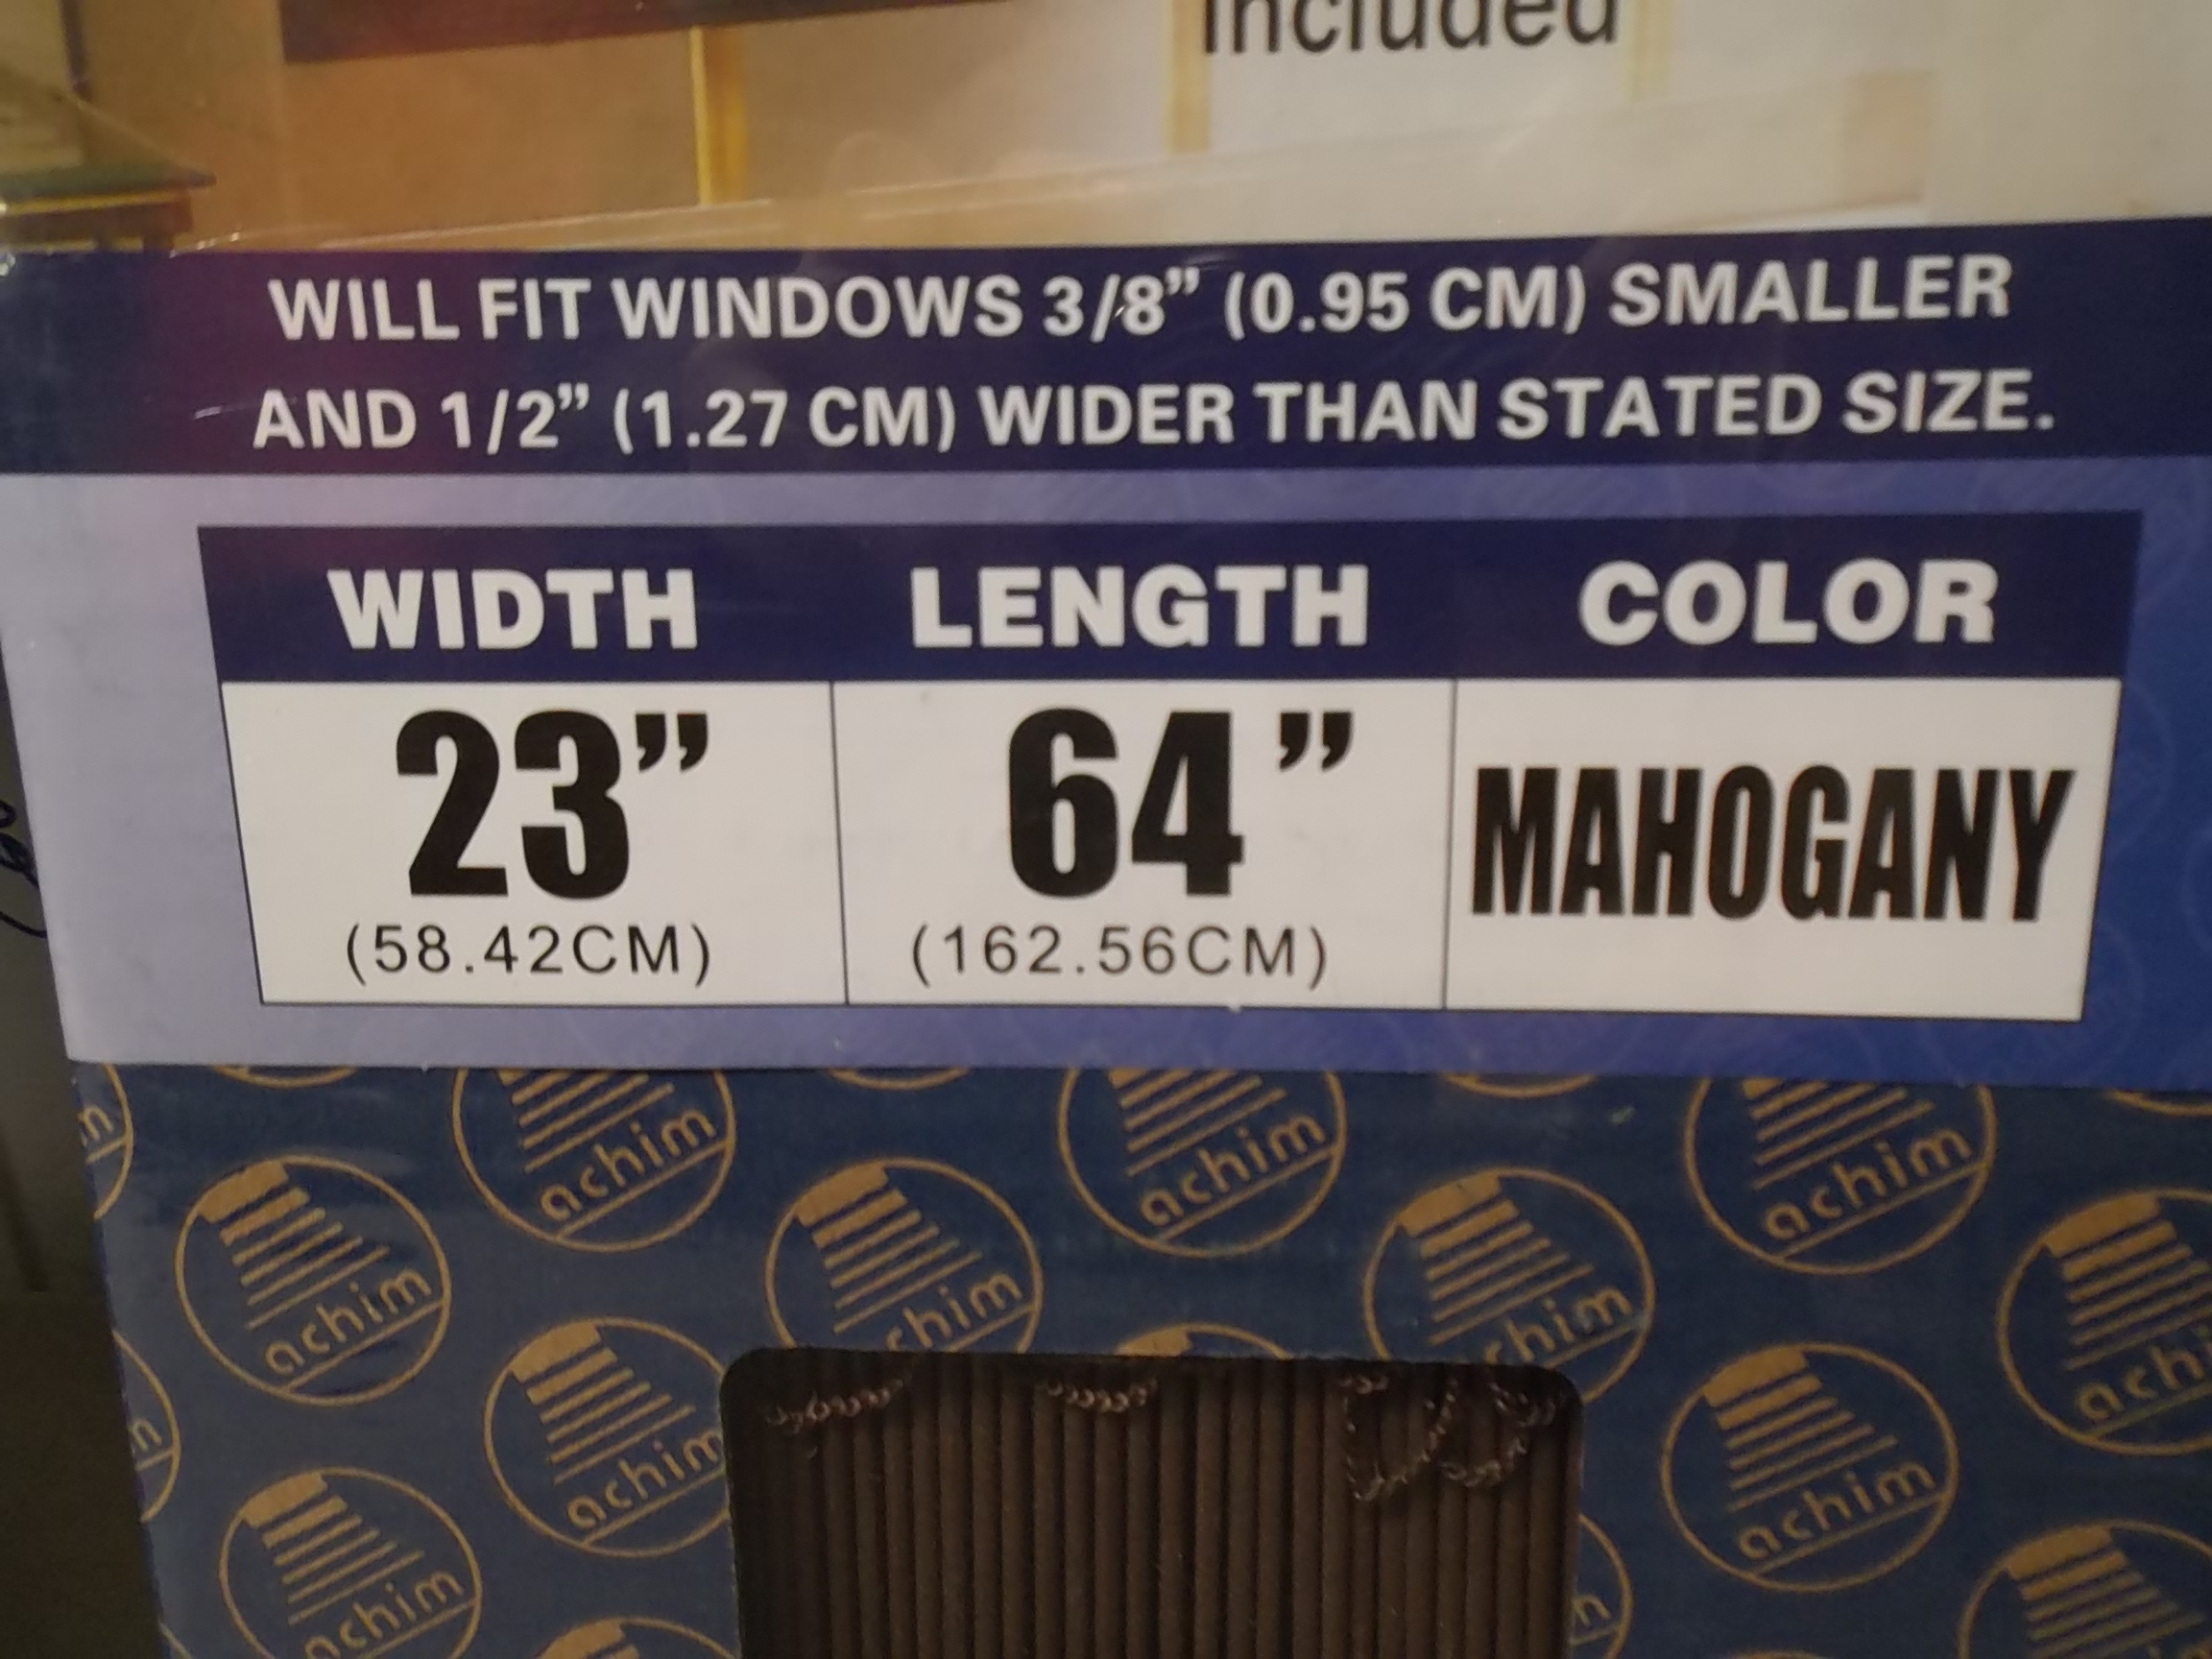 included
WILL FIT WINDOWS 3/8” (0.95 CM) SMALLER
AND 1/2” (1.27 CM) WIDER THAN STATED SIZE.
WIDTH LENGTH COLOR
23” 64” MAHOGANY
(58.42CM) (162.56CM)
achim
achim
achim
achim
achim
achim
achim
achim
achim
achim